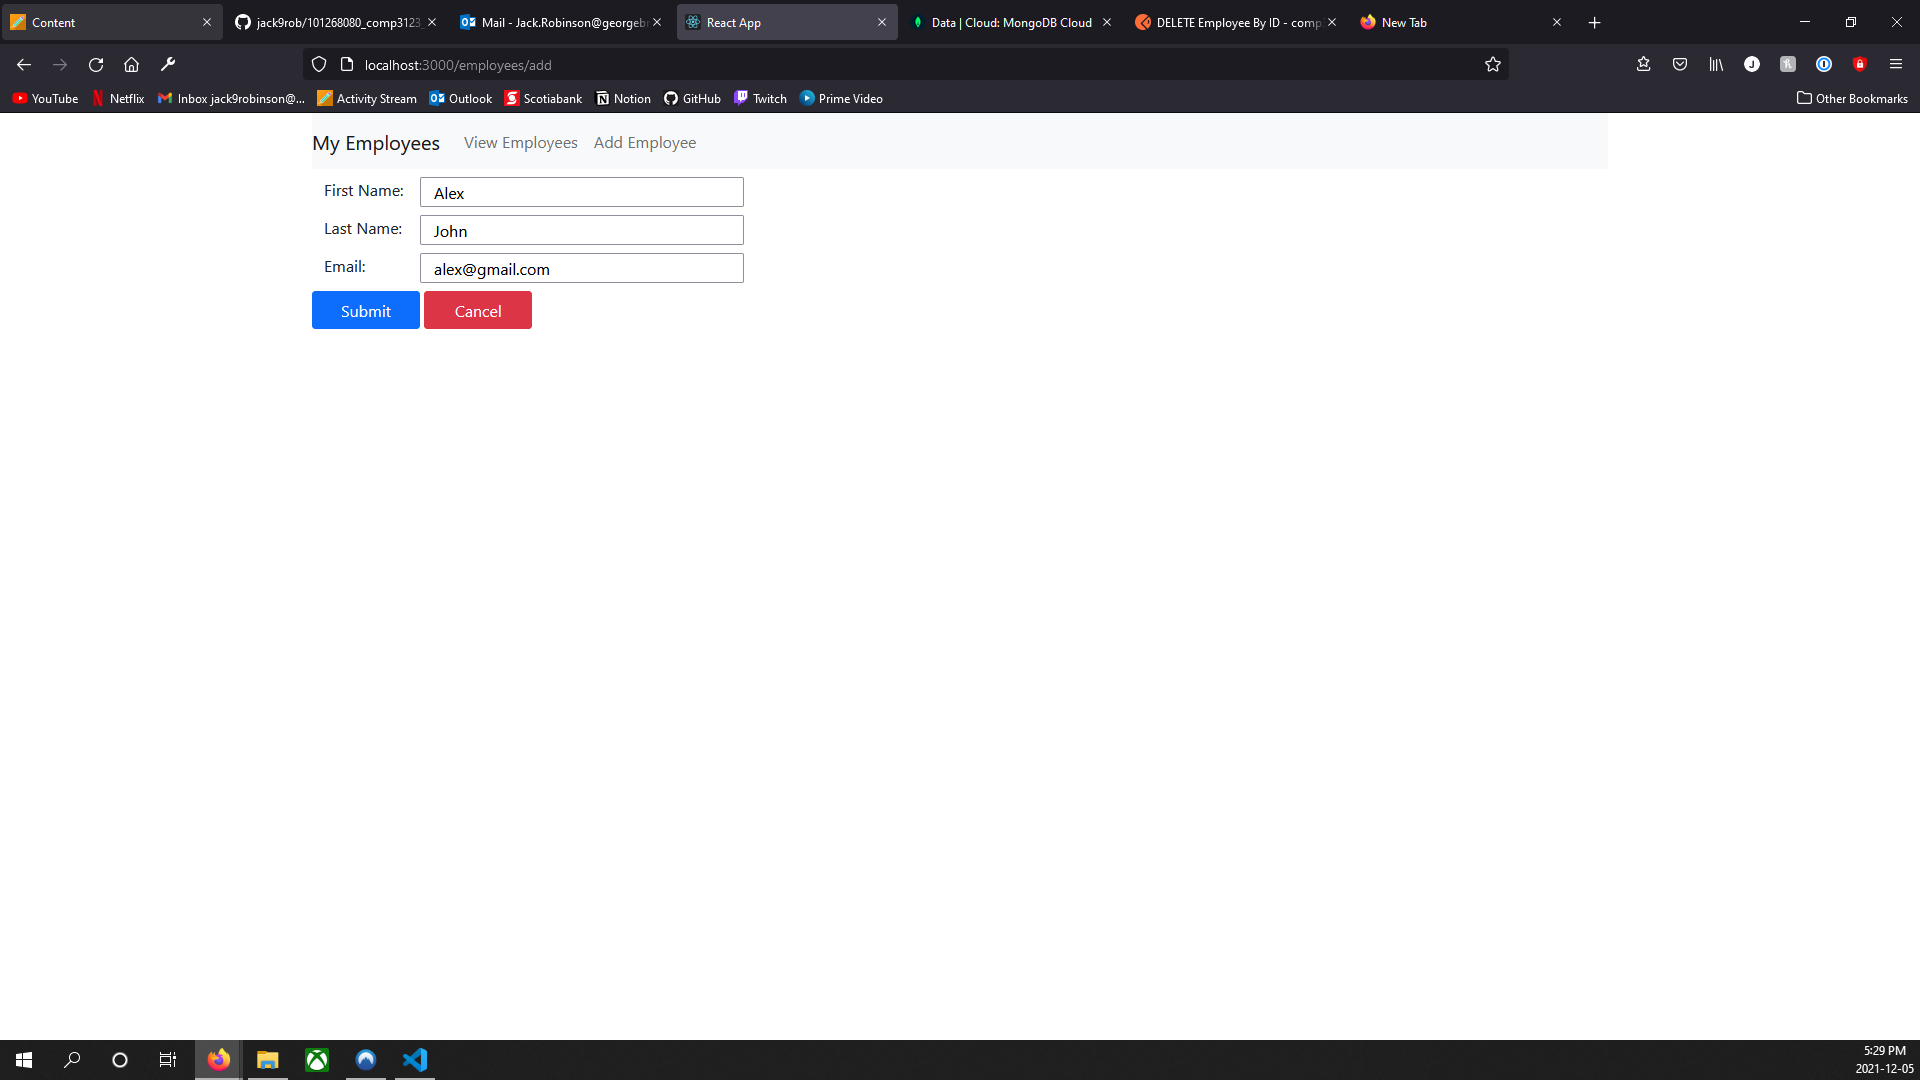 Content
jack9rob/101268080_comp3123_
Mail - Jack.Robinson@georgebr
React App
Data | Cloud: MongoDB Cloud
DELETE Employee By ID - comp
New Tab
localhost:3000/employees/add
YouTube
Netflix
Inbox jack9robinson@...
Activity Stream
Outlook
Scotiabank
Notion
GitHub
Twitch
Prime Video
Other Bookmarks
My Employees View Employees Add Employee
First Name: Alex
Last Name: John
Email: alex@gmail.com
Submit Cancel
5:29 PM
2021-12-05